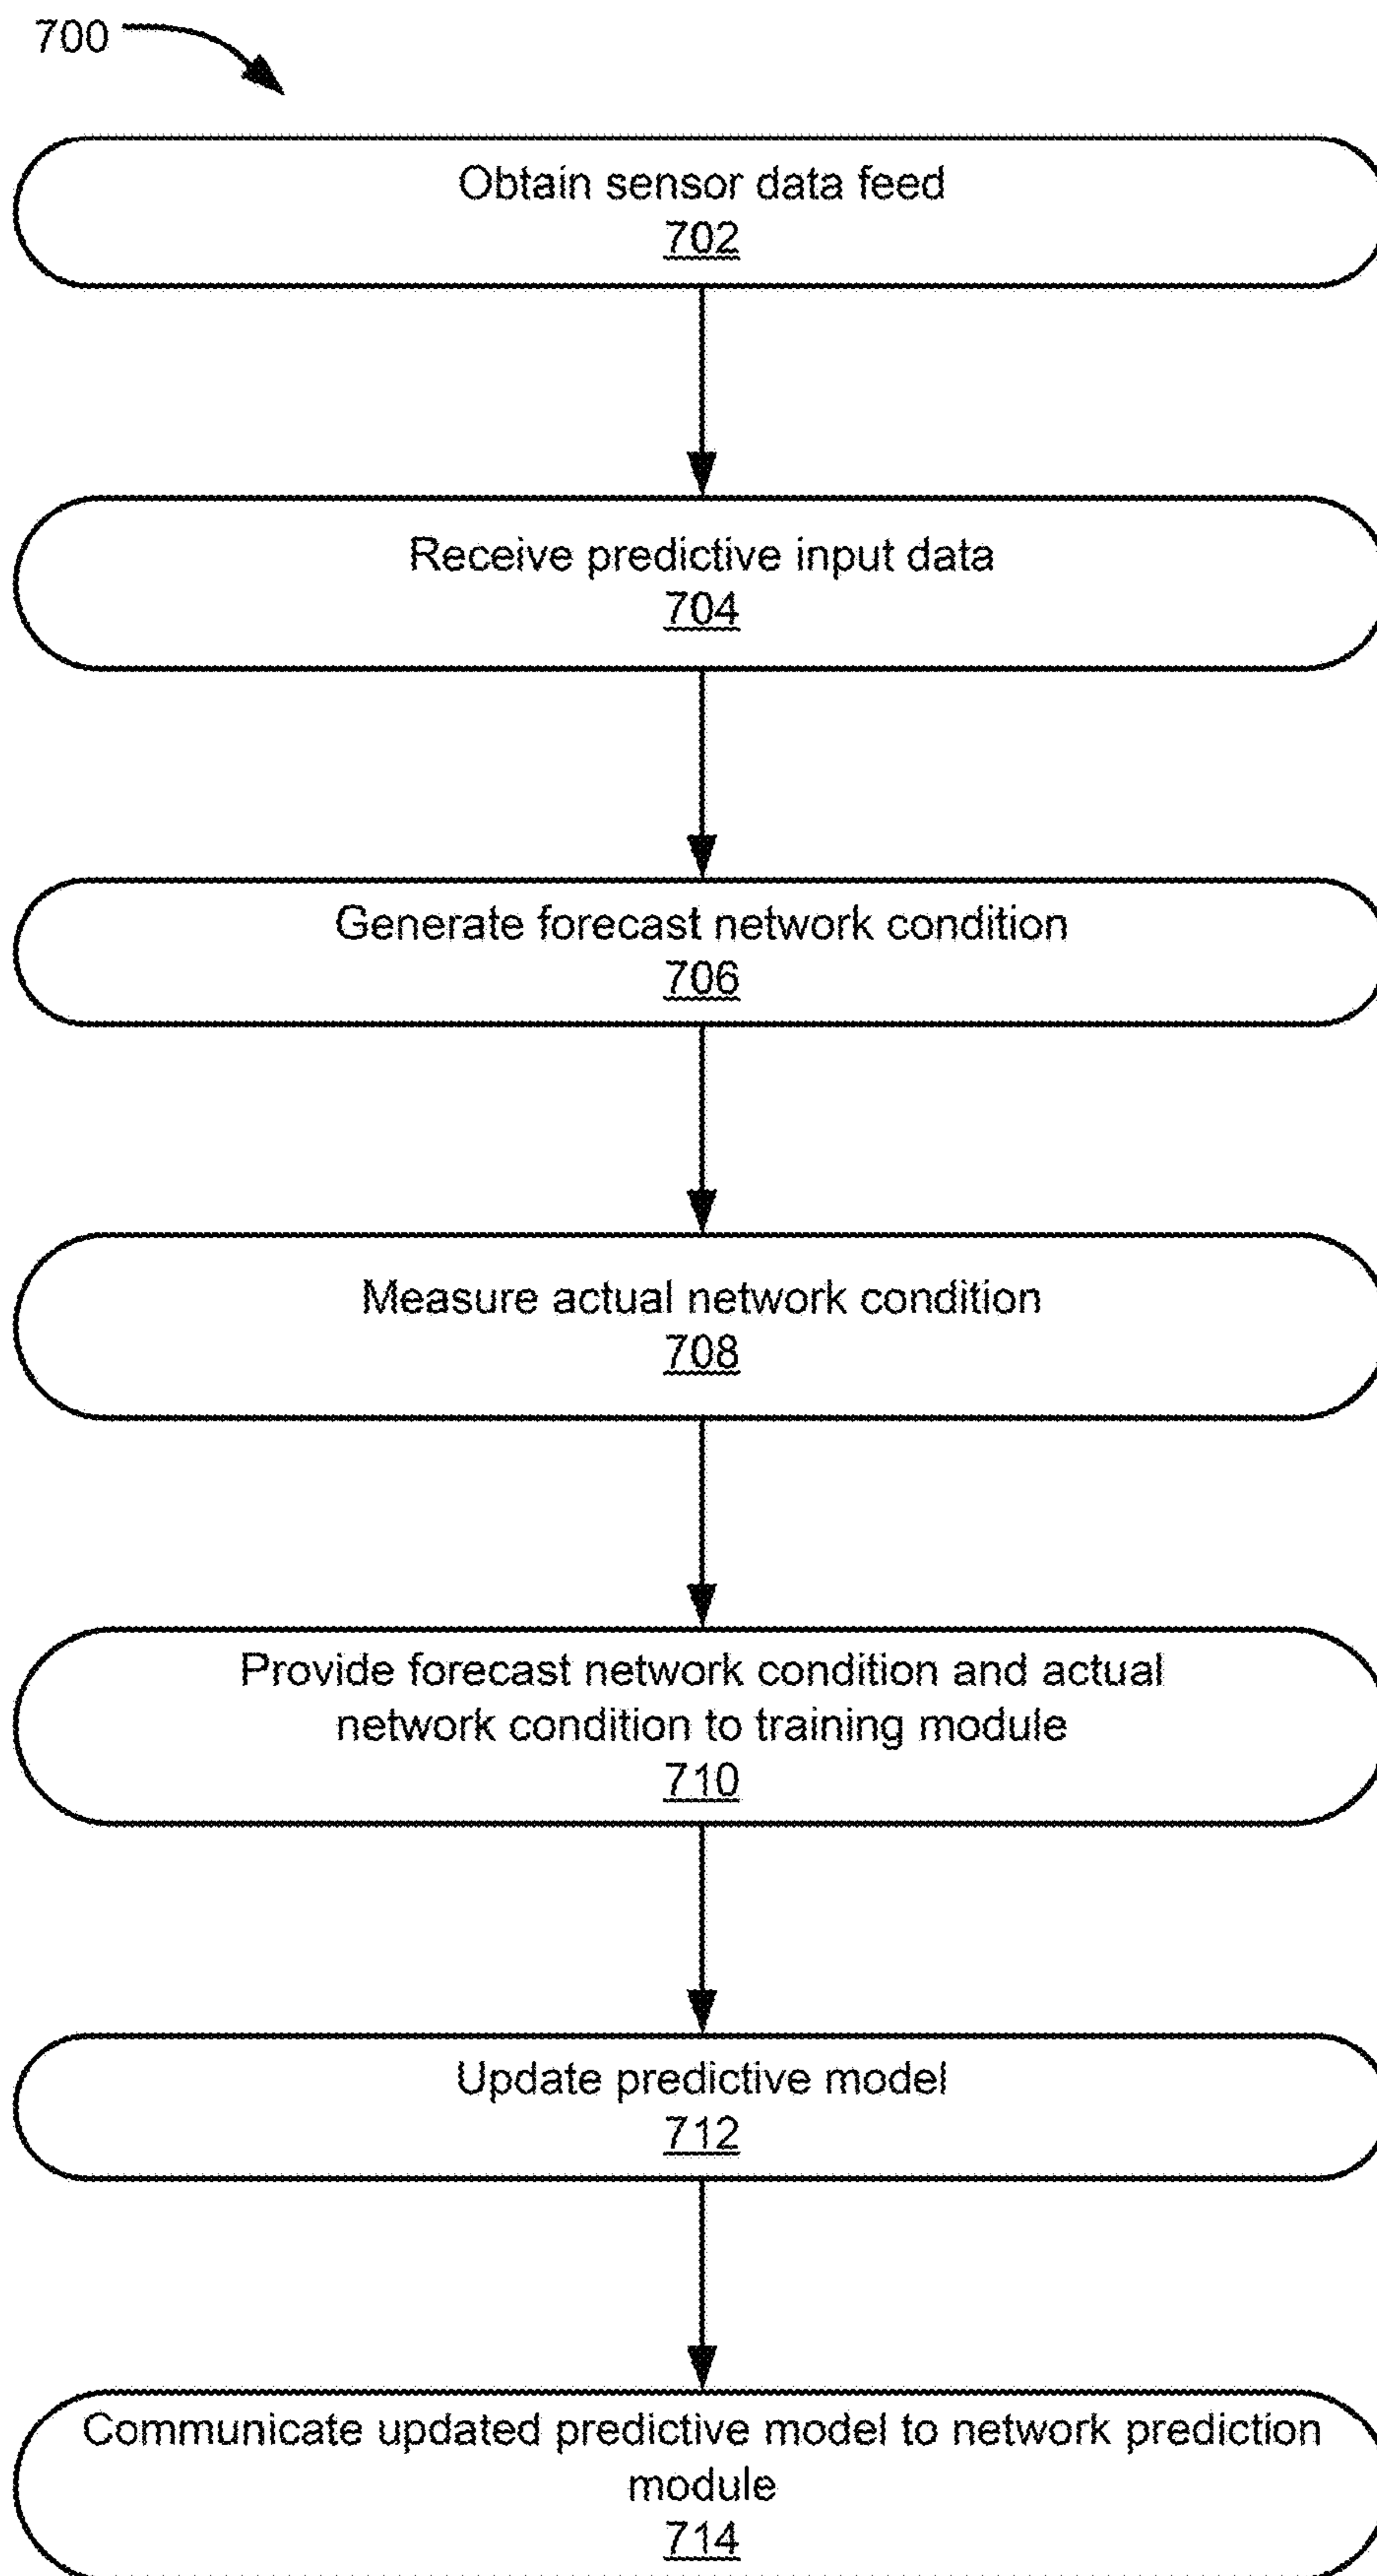 700
Obtain sensor data feed
702
Receive predictive input data
704
Generate forecast network condition
706
Measure actual network condition
708
Provide forecast network condition and actual
network condition to training module
710
Update predictive model
712
Communicate updated predictive model to network prediction
module
714